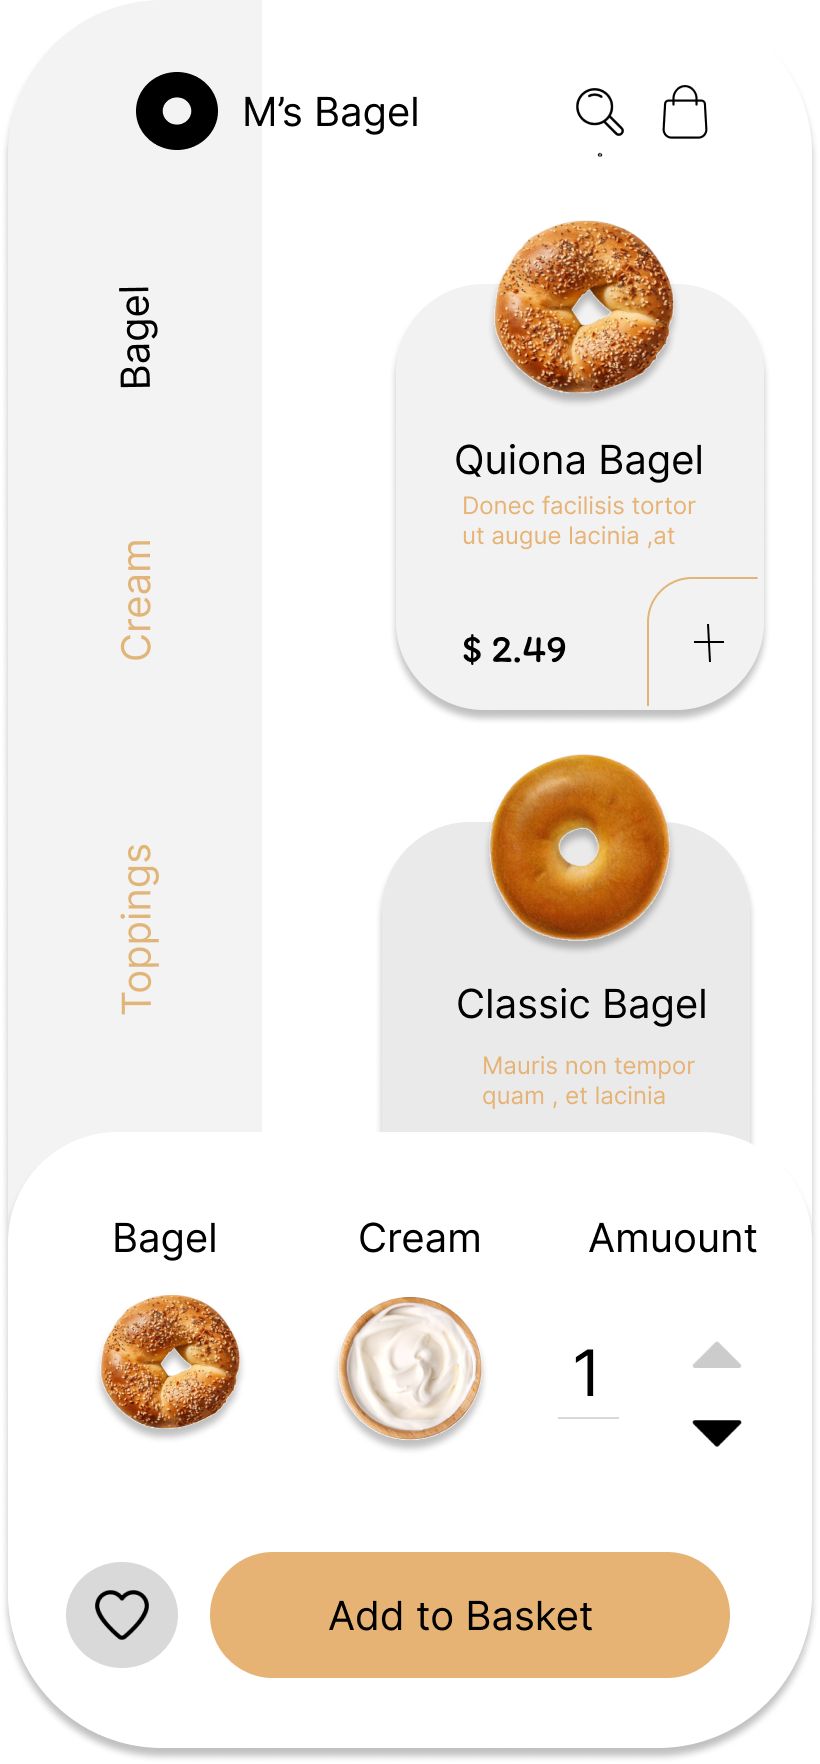 M’s Bagel
Bagel
Cream
Toppings
Quiona Bagel
Donec facilisis tortor
ut augue lacinia ,at
$ 2.49
Classic Bagel
Mauris non tempor
quam , et lacinia
Bagel
Cream
Amuount
1
Add to Basket